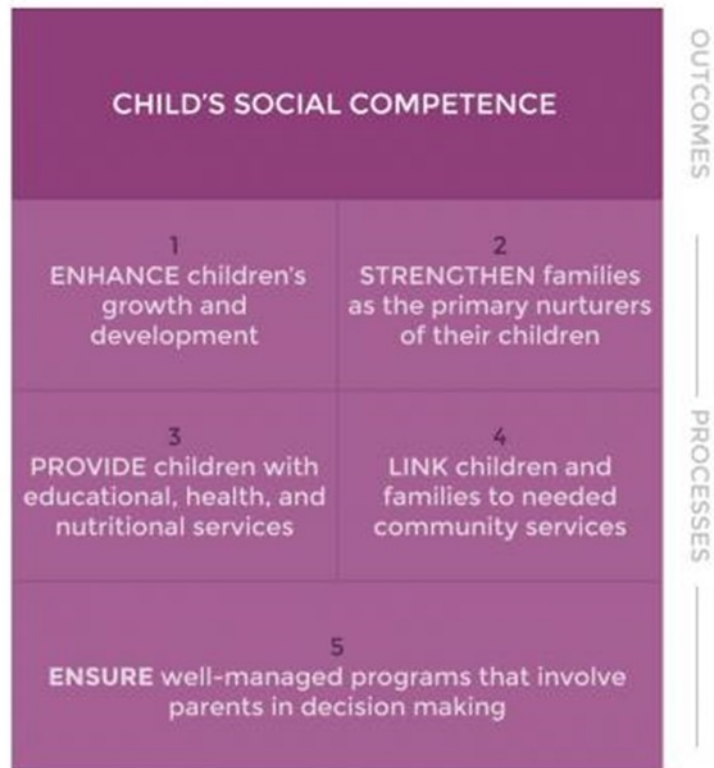 CHILD'S SOCIAL COMPETENCE
OUTCOMES
1
ENHANCE children's
growth and
development
2
STRENGTHEN families
as the primary nurturers
of their children
3
PROVIDE children with
educational, health, and
nutritional services
4
LINK children and
families to needed
community services
PROCESSES
5
ENSURE well-managed programs that involve
parents in decision making